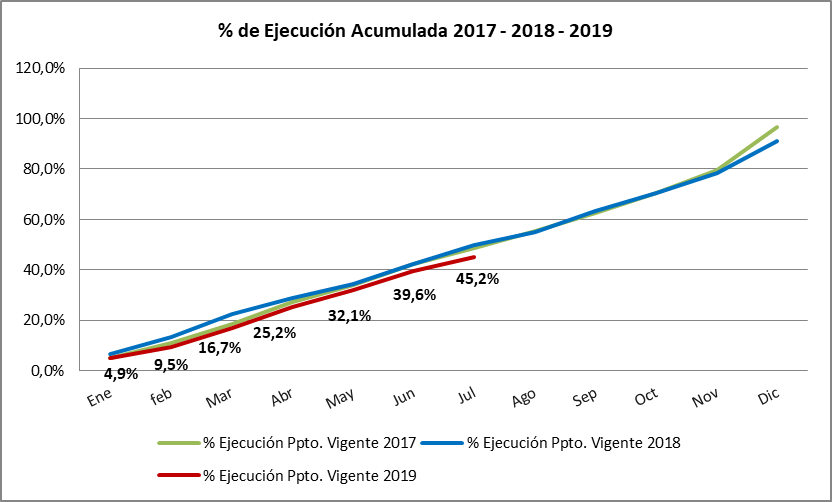 % de Ejecución Acumulada 2017 - 2018 - 2019
120,0%
100,0%
80,0%
60,0%
40,0%
20,0%
0,0%
4,9%
9,5%
16,7%
25,2%
32,1%
39,6%
45,2%
Ene
feb
Mar
Abr
May
Jun
Jul
Ago
Sep
Oct
Nov
Dic
% Ejecución Ppto. Vigente 2017
% Ejecución Ppto. Vigente 2018
% Ejecución Ppto. Vigente 2019